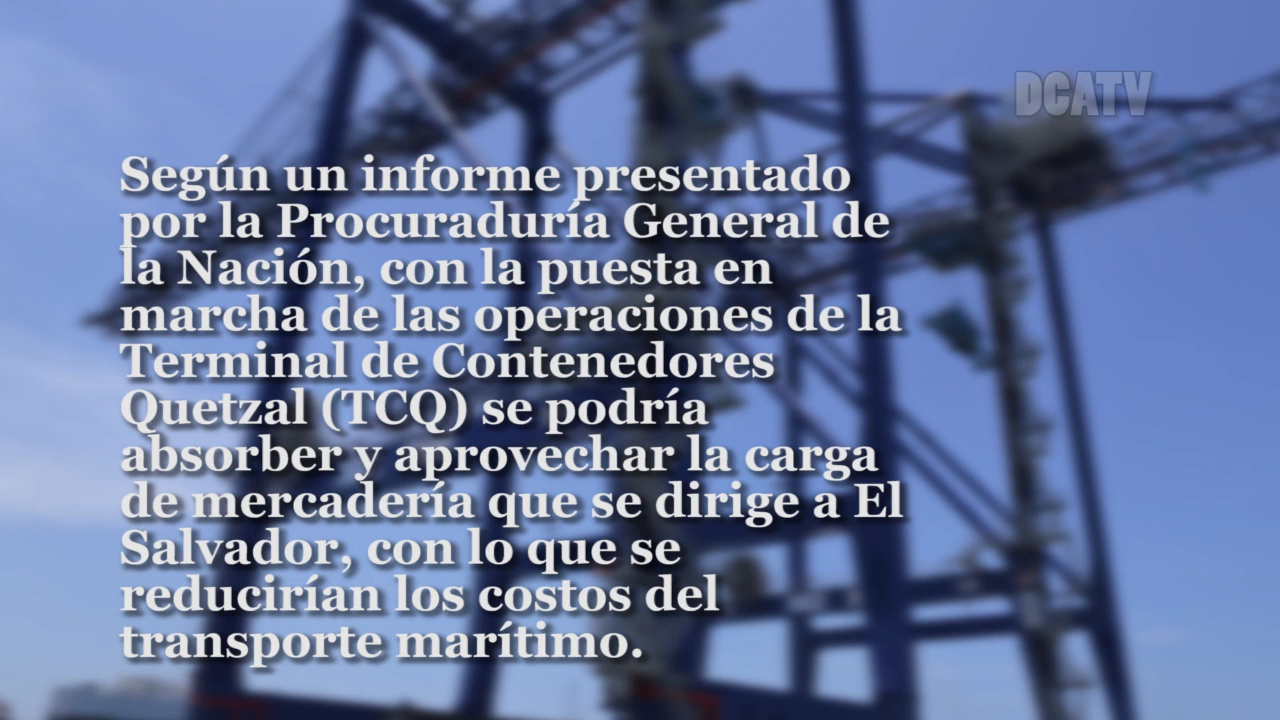 DCATV
Según un informe presentado
por la Procuraduría General de
la Nación, con la puesta en
marcha de las operaciones de la
Terminal de Contenedores
Quetzal (TCQ) se podría
absorber y aprovechar la carga
de mercadería que se dirige a El
Salvador, con lo que se
reducirían los costos del
transporte marítimo.